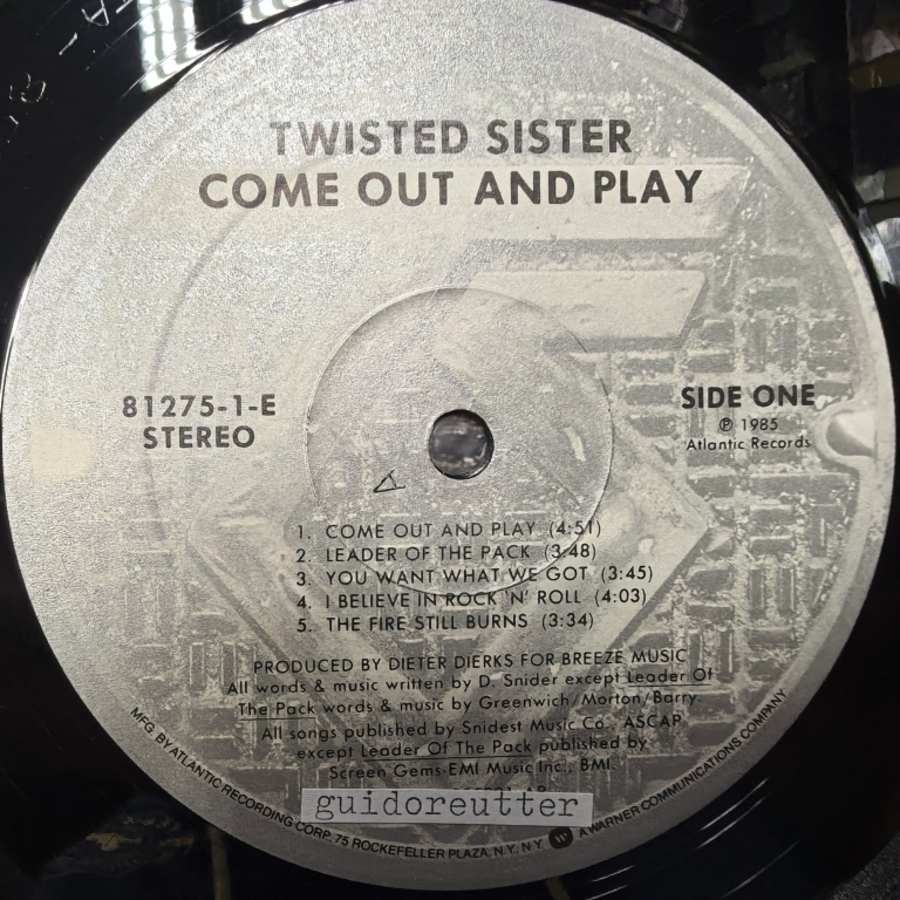 TWISTED SISTER
COME OUT AND PLAY
81275-1-E
STEREO
SIDE ONE
℗ 1985
Atlantic Records
1. COME OUT AND PLAY (4:51)
2. LEADER OF THE PACK (3:48)
3. YOU WANT WHAT WE GOT (3:45)
4. I BELIEVE IN ROCK 'N' ROLL (4:03)
5. THE FIRE STILL BURNS (3:34)
PRODUCED BY DIETER DIERKS FOR BREEZE MUSIC
All words & music written by D. Snider except Leader Of
The Pack words & music by Greenwich/Morton/Barry.
All songs published by Snidest Music Co., ASCAP
except Leader Of The Pack published by
Screen Gems-EMI Music Inc., BMI.
guidoreutter
MFG. BY ATLANTIC RECORDING CORP. 75 ROCKEFELLER PLAZA, N.Y., N.Y. A WARNER COMMUNICATIONS COMPANY